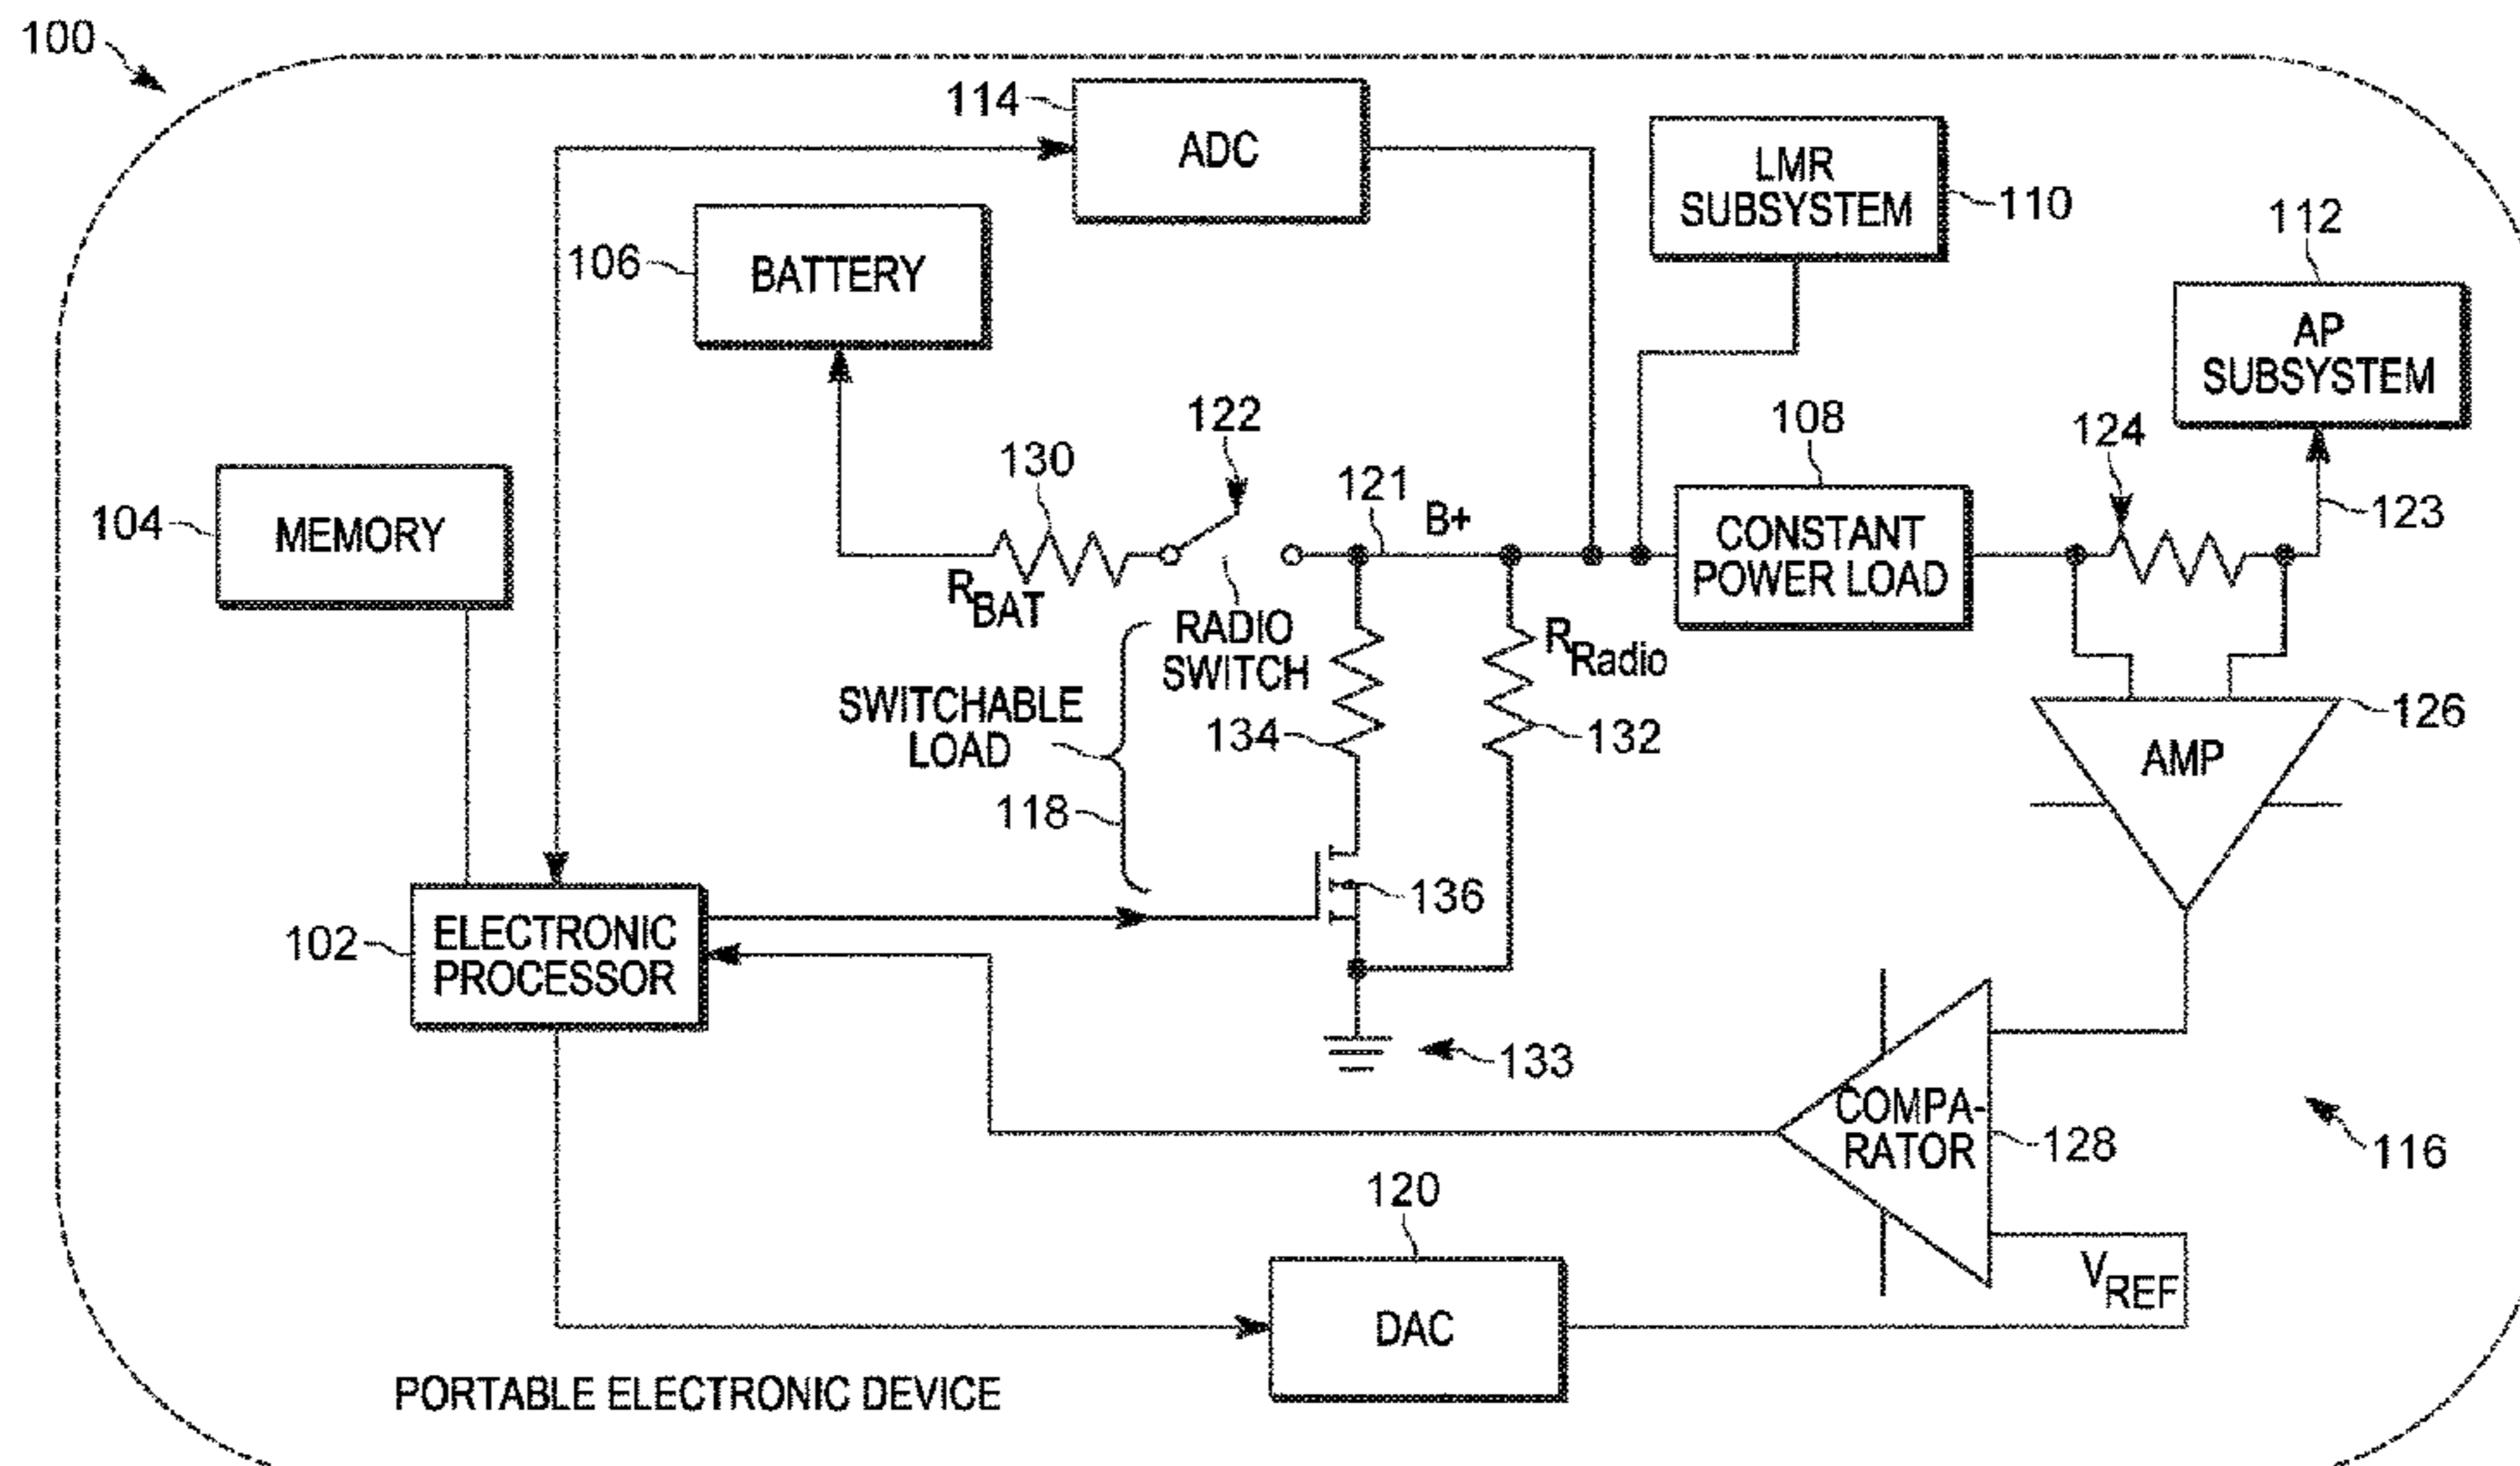 100
114
ADC
LMR
SUBSYSTEM
110
112
106
BATTERY
AP
SUBSYSTEM
122
108
124
130
121
B+
104
MEMORY
CONSTANT
POWER LOAD
123
RBAT
RADIO
SWITCH
RRadio
SWITCHABLE
LOAD
134
132
126
AMP
118
136
102
ELECTRONIC
PROCESSOR
133
COMPA-
RATOR
128
116
120
VREF
DAC
PORTABLE ELECTRONIC DEVICE